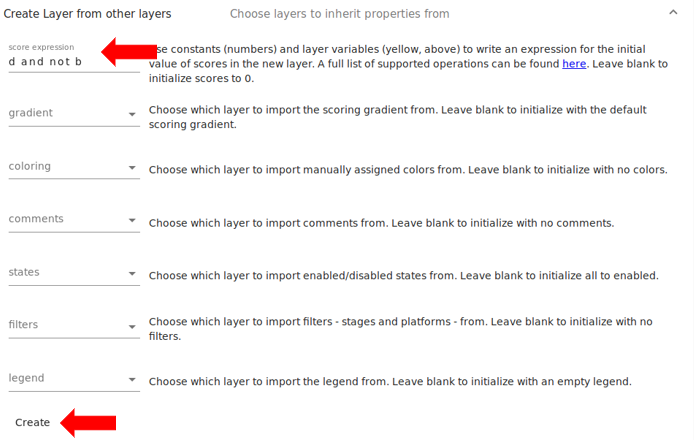 Create Layer from other layers Choose layers to inherit properties from
score expression
d and not b
se constants (numbers) and layer variables (yellow, above) to write an expression for the initial
value of scores in the new layer. A full list of supported operations can be found here. Leave blank to
initialize scores to 0.
gradient
Choose which layer to import the scoring gradient from. Leave blank to initialize with the default
scoring gradient.
coloring
Choose which layer to import manually assigned colors from. Leave blank to initialize with no colors.
comments
Choose which layer to import comments from. Leave blank to initialize with no comments.
states
Choose which layer to import enabled/disabled states from. Leave blank to initialize all to enabled.
filters
Choose which layer to import filters - stages and platforms - from. Leave blank to initialize with no
filters.
legend
Choose which layer to import the legend from. Leave blank to initialize with an empty legend.
Create